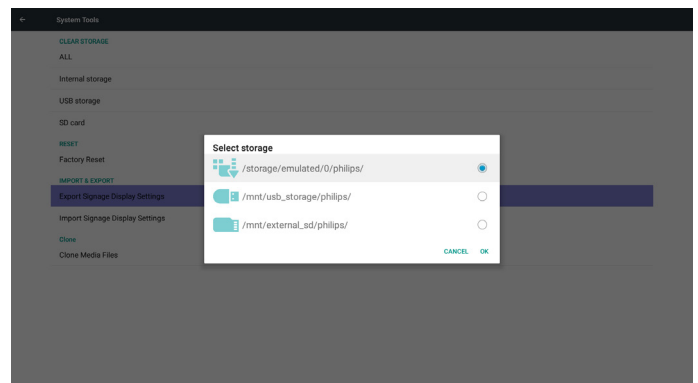 System Tools
CLEAR STORAGE
ALL
Internal storage
USB storage
SD card
RESET
Factory Reset
IMPORT & EXPORT
Export Signage Display Settings
Import Signage Display Settings
Clone
Clone Media Files
Select storage
/storage/emulated/0/philips/
/mnt/usb_storage/philips/
/mnt/external_sd/philips/
CANCEL OK